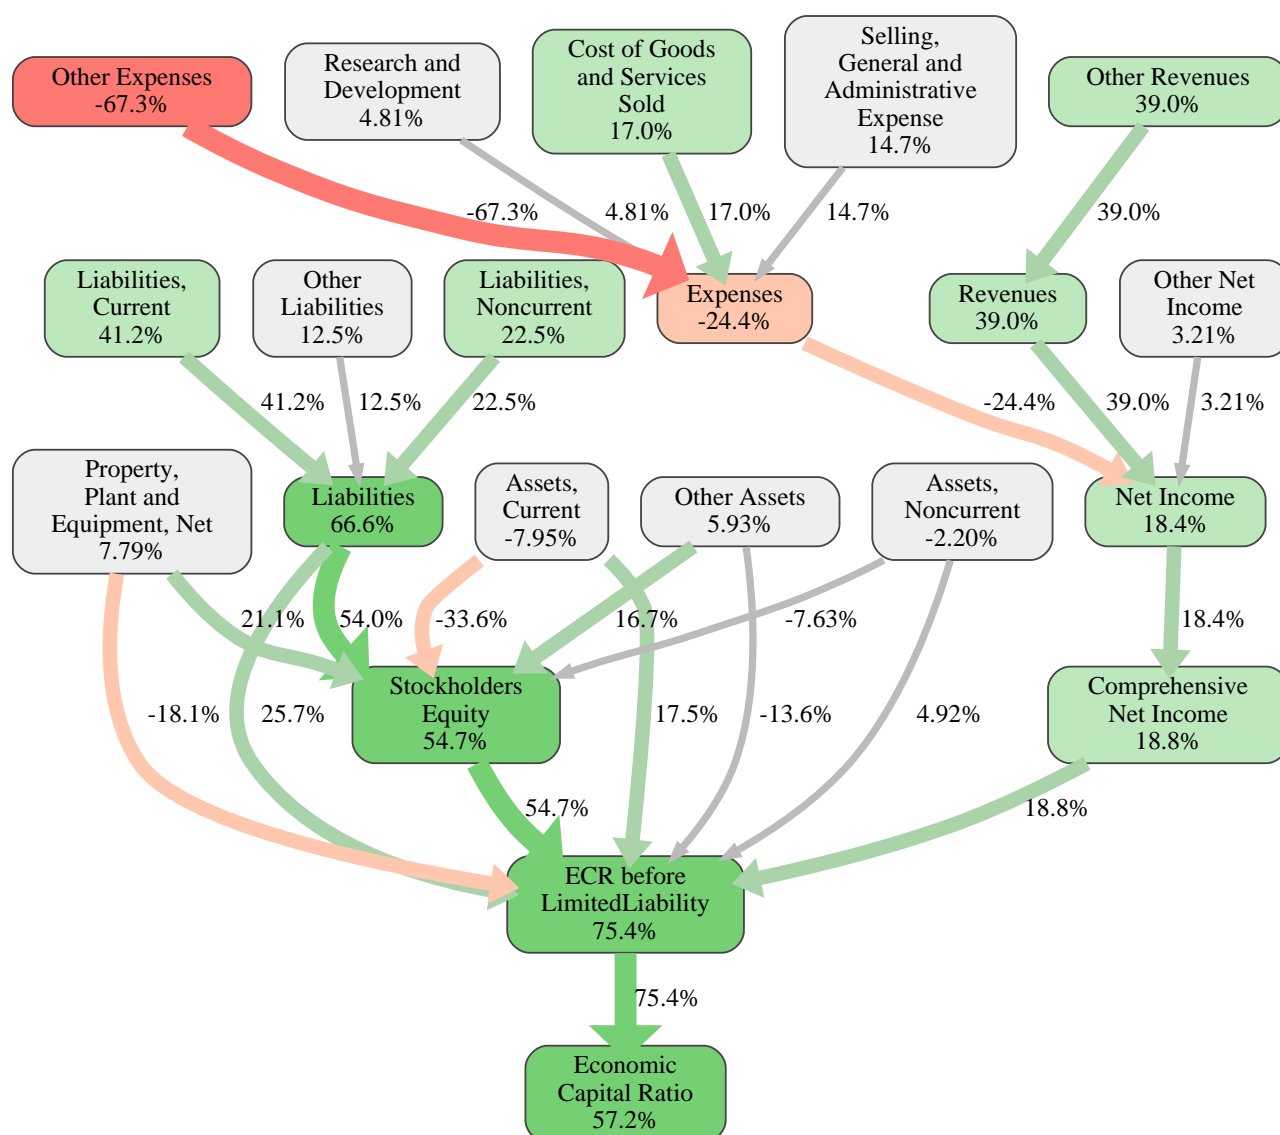 Other Expenses
-67.3%
Research and
Development
4.81%
Cost of Goods
and Services
Sold
17.0%
Selling,
General and
Administrative
Expense
14.7%
Other Revenues
39.0%
-67.3%
4.81%
17.0%
14.7%
39.0%
Liabilities,
Current
41.2%
Other
Liabilities
12.5%
Liabilities,
Noncurrent
22.5%
Expenses
-24.4%
Revenues
39.0%
Other Net
Income
3.21%
41.2%
12.5%
22.5%
-24.4%
39.0%
3.21%
Property,
Plant and
Equipment, Net
7.79%
Liabilities
66.6%
Assets,
Current
-7.95%
Other Assets
5.93%
Assets,
Noncurrent
-2.20%
Net Income
18.4%
21.1%
54.0%
-33.6%
16.7%
-7.63%
18.4%
-18.1%
25.7%
Stockholders
Equity
54.7%
17.5%
-13.6%
4.92%
Comprehensive
Net Income
18.8%
54.7%
18.8%
ECR before
LimitedLiability
75.4%
75.4%
Economic
Capital Ratio
57.2%